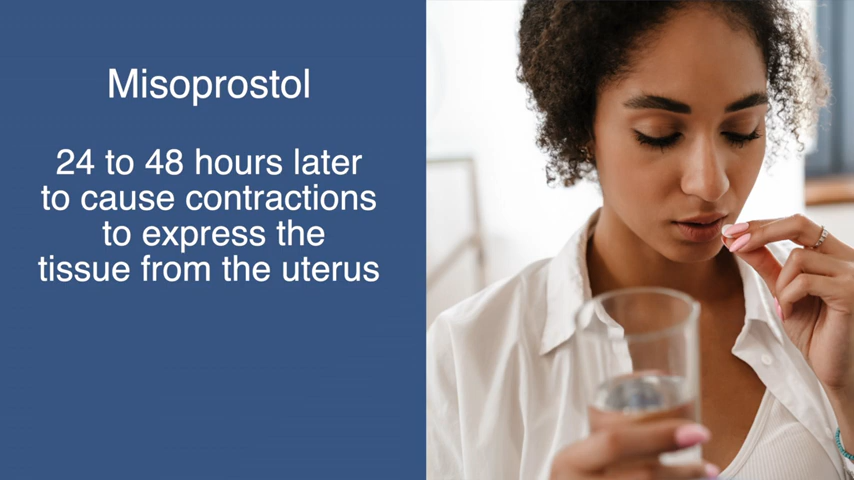 Misoprostol
24 to 48 hours later
to cause contractions
to express the
tissue from the uterus